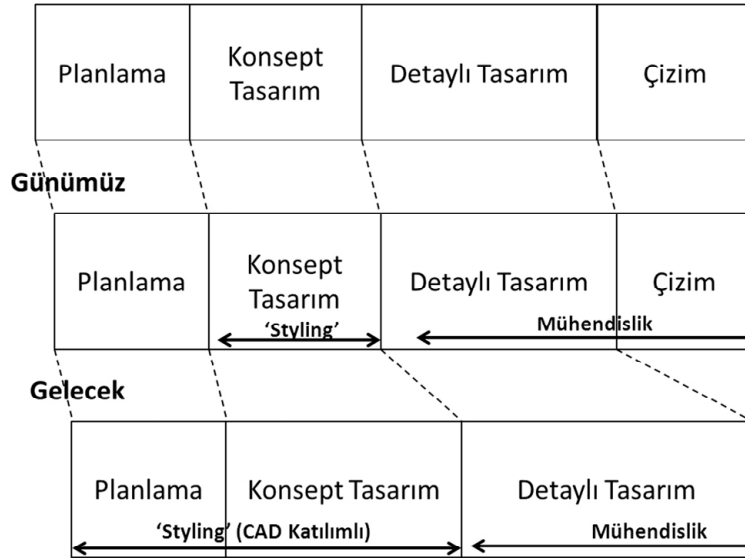 Planlama
Konsept
Tasarım
Detaylı Tasarım
Çizim
Günümüz
Planlama
Konsept
Tasarım
Detaylı Tasarım
Çizim
‘Styling’
Mühendislik
Gelecek
Planlama
Konsept Tasarım
Detaylı Tasarım
‘Styling’ (CAD Katılımlı)
Mühendislik